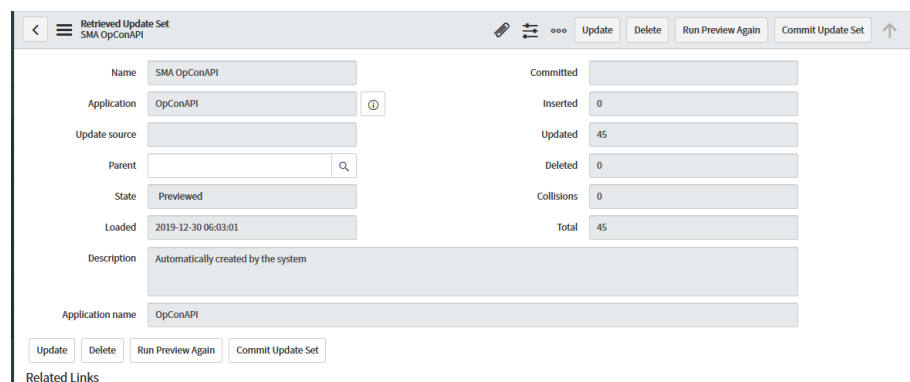 Retrieved Update Set
SMA OpConAPI
Update
Delete
Run Preview Again
Commit Update Set
Name
SMA OpConAPI
Application
OpConAPI
Update source
Parent
State
Previewed
Loaded
2019-12-30 06:03:01
Committed
Inserted
0
Updated
45
Deleted
0
Collisions
0
Total
45
Description
Automatically created by the system
Application name
OpConAPI
Update
Delete
Run Preview Again
Commit Update Set
Related Links